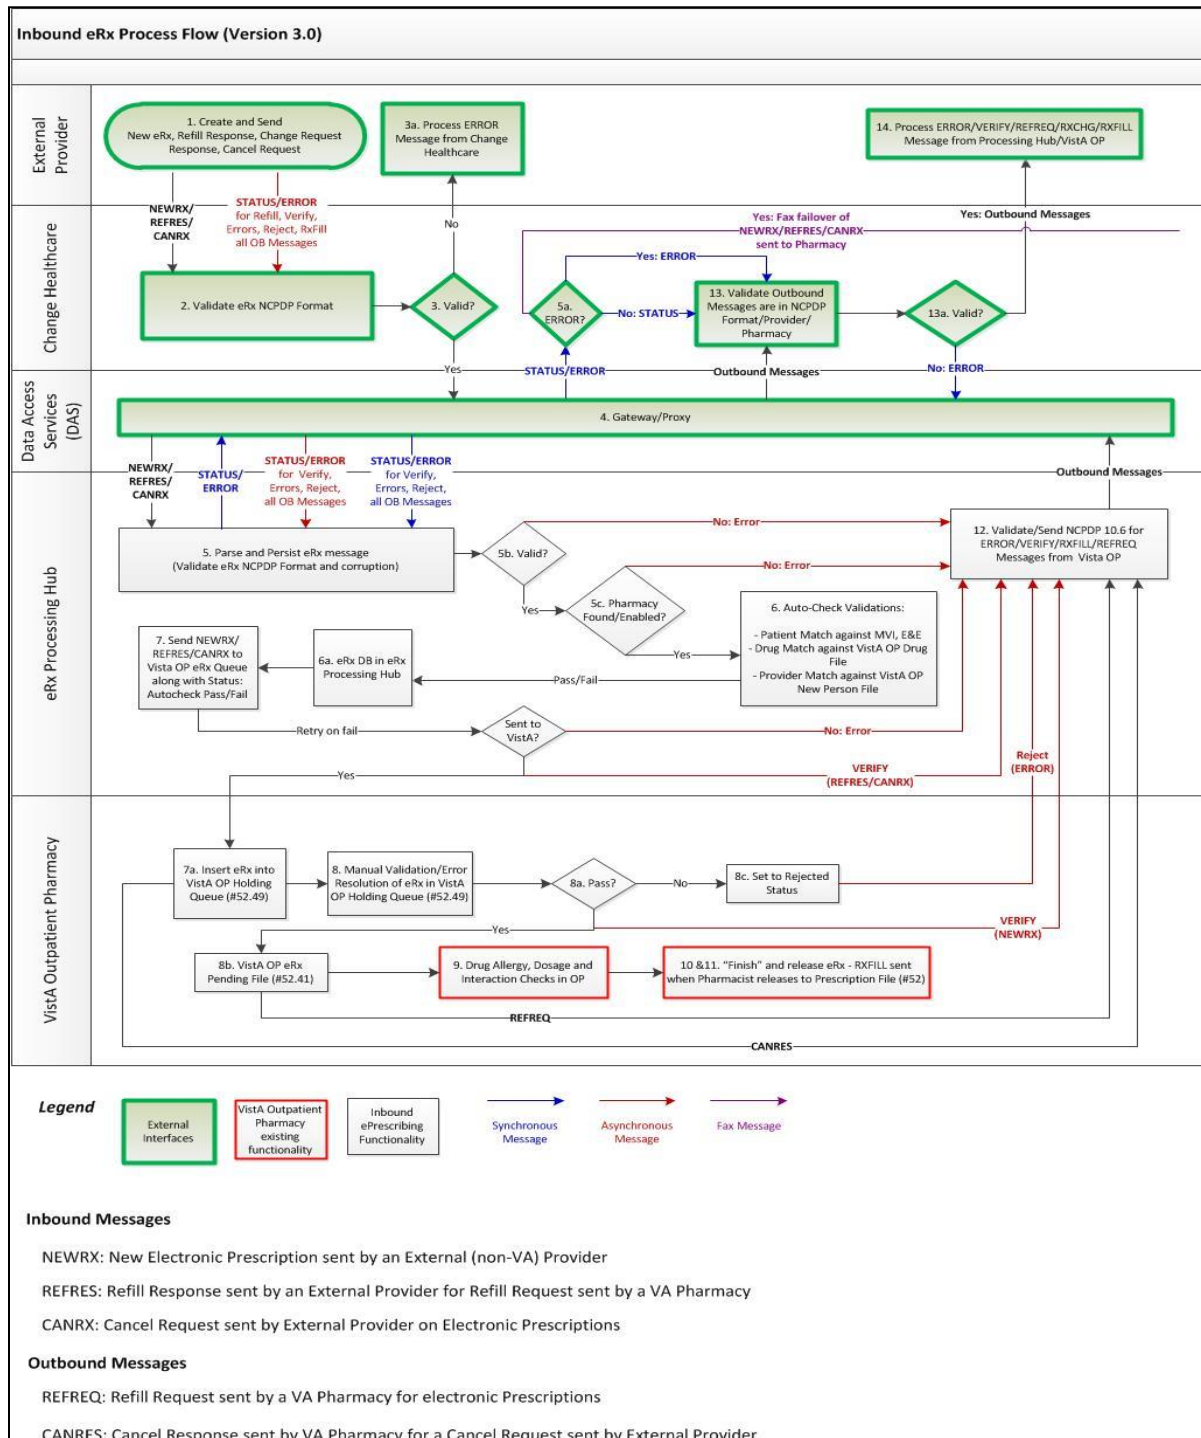 Inbound eRx Process Flow (Version 3.0)
External
Provider
1. Create and Send
New eRx, Refill Response, Change Request
Response, Cancel Request
3a. Process ERROR
Message from Change
Healthcare
14. Process ERROR/VERIFY/REFREQ/RXCHG/RXFILL
Message from Processing Hub/VistA OP
NEWRX/
REFRES/
CANRX
STATUS/ERROR
for Refill, Verify,
Errors, Reject, RxFill
all OB Messages
No
Yes: Fax failover of
NEWRX/REFRES/CANRX
sent to Pharmacy
Yes: Outbound Messages
Change Healthcare
2. Validate eRx NCPDP Format
3. Valid?
Yes: ERROR
5a.
ERROR?
No: STATUS
13. Validate Outbound
Messages are in NCPDP
Format/Provider/
Pharmacy
13a. Valid?
Yes
STATUS/ERROR
Outbound Messages
No: ERROR
Data Access
Services
(DAS)
4. Gateway/Proxy
NEWRX/
REFRES/
CANRX
STATUS/
ERROR
STATUS/ERROR
for Verify,
Errors, Reject,
all OB Messages
STATUS/ERROR
for Verify,
Errors, Reject,
all OB Messages
Outbound Messages
eRx Processing Hub
5. Parse and Persist eRx message
(Validate eRx NCPDP Format and corruption)
5b. Valid?
No: Error
12. Validate/Send NCPDP 10.6 for
ERROR/VERIFY/RXFILL/REFREQ
Messages from Vista OP
Yes
5c. Pharmacy
Found/Enabled?
No: Error
Yes
6. Auto-Check Validations:
- Patient Match against MVI, E&E
- Drug Match against VistA OP Drug
File
- Provider Match against VistA OP
New Person File
7. Send NEWRX/
REFRES/CANRX to
Vista OP eRx Queue
along with Status:
Autocheck Pass/Fail
6a. eRx DB in eRx
Processing Hub
Pass/Fail
Retry on fail
Sent to
VistA?
No: Error
Yes
VERIFY
(REFRES/CANRX)
Reject
(ERROR)
VistA Outpatient Pharmacy
7a. Insert eRx into
VistA OP Holding
Queue (#52.49)
8. Manual Validation/Error
Resolution of eRx in VistA
OP Holding Queue (#52.49)
8a. Pass?
No
8c. Set to Rejected
Status
Yes
VERIFY
(NEWRX)
8b. VistA OP eRx
Pending File (#52.41)
9. Drug Allergy, Dosage and
Interaction Checks in OP
10 &11. "Finish" and release eRx - RXFILL sent
when Pharmacist releases to Prescription File (#52)
REFREQ
CANRES
Legend
External
Interfaces
VistA Outpatient
Pharmacy
existing
functionality
Inbound
ePrescribing
Functionality
Synchronous
Message
Asynchronous
Message
Fax Message
Inbound Messages
NEWRX: New Electronic Prescription sent by an External (non-VA) Provider
REFRES: Refill Response sent by an External Provider for Refill Request sent by a VA Pharmacy
CANRX: Cancel Request sent by External Provider on Electronic Prescriptions
Outbound Messages
REFREQ: Refill Request sent by a VA Pharmacy for electronic Prescriptions
CANRES: Cancel Response sent by VA Pharmacy for a Cancel Request sent by External Provider